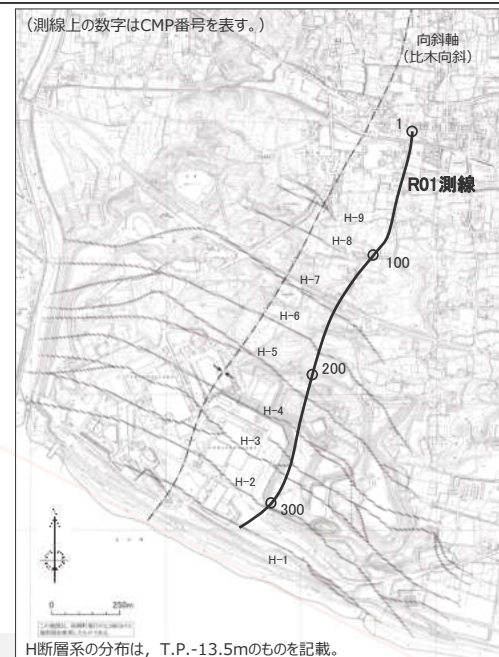 (測線上の数字はCMP番号を表す。)
向斜軸
(比木向斜)
1
R01測線
H-9
H-8
100
H-7
H-6
H-5
200
H-4
H-3
H-2
300
H-1
0 250m
H断層系の分布は, T.P.-13.5mのものを記載。